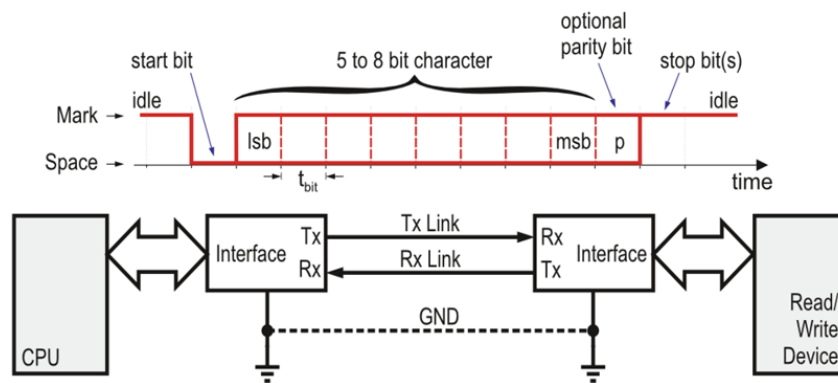 optional
parity bit
start bit
5 to 8 bit character
stop bit(s)
idle
idle
Mark
lsb
msb
p
Space
t bit
time
Tx Link
Tx
Rx
Interface
Interface
Rx Link
Rx
Tx
GND
CPU
Read/
Write
Device